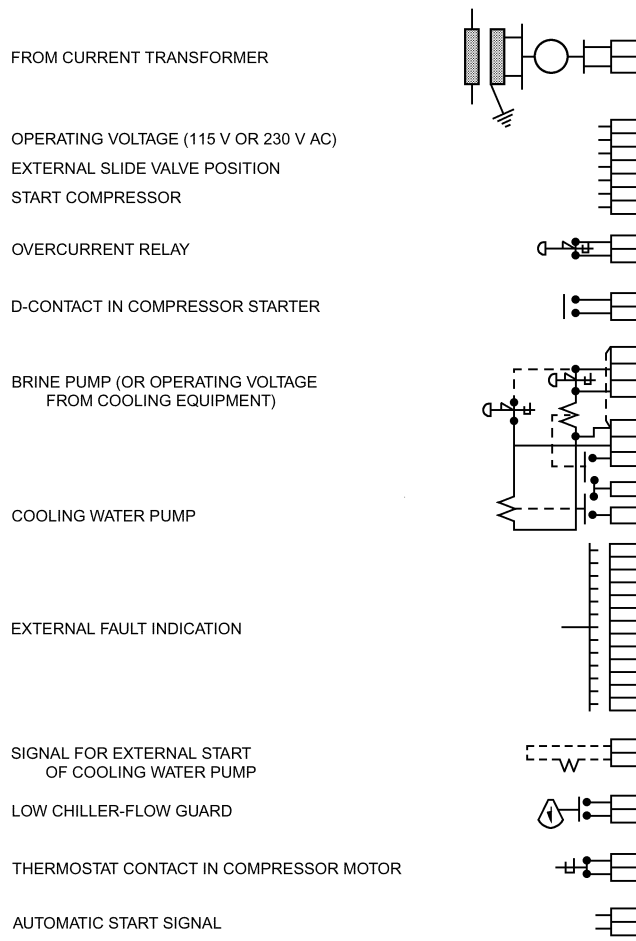 FROM CURRENT TRANSFORMER
OPERATING VOLTAGE (115 V OR 230 V AC)
EXTERNAL SLIDE VALVE POSITION
START COMPRESSOR
OVERCURRENT RELAY
D-CONTACT IN COMPRESSOR STARTER
BRINE PUMP (OR OPERATING VOLTAGE
FROM COOLING EQUIPMENT)
COOLING WATER PUMP
EXTERNAL FAULT INDICATION
SIGNAL FOR EXTERNAL START
OF COOLING WATER PUMP
LOW CHILLER-FLOW GUARD
THERMOSTAT CONTACT IN COMPRESSOR MOTOR
AUTOMATIC START SIGNAL